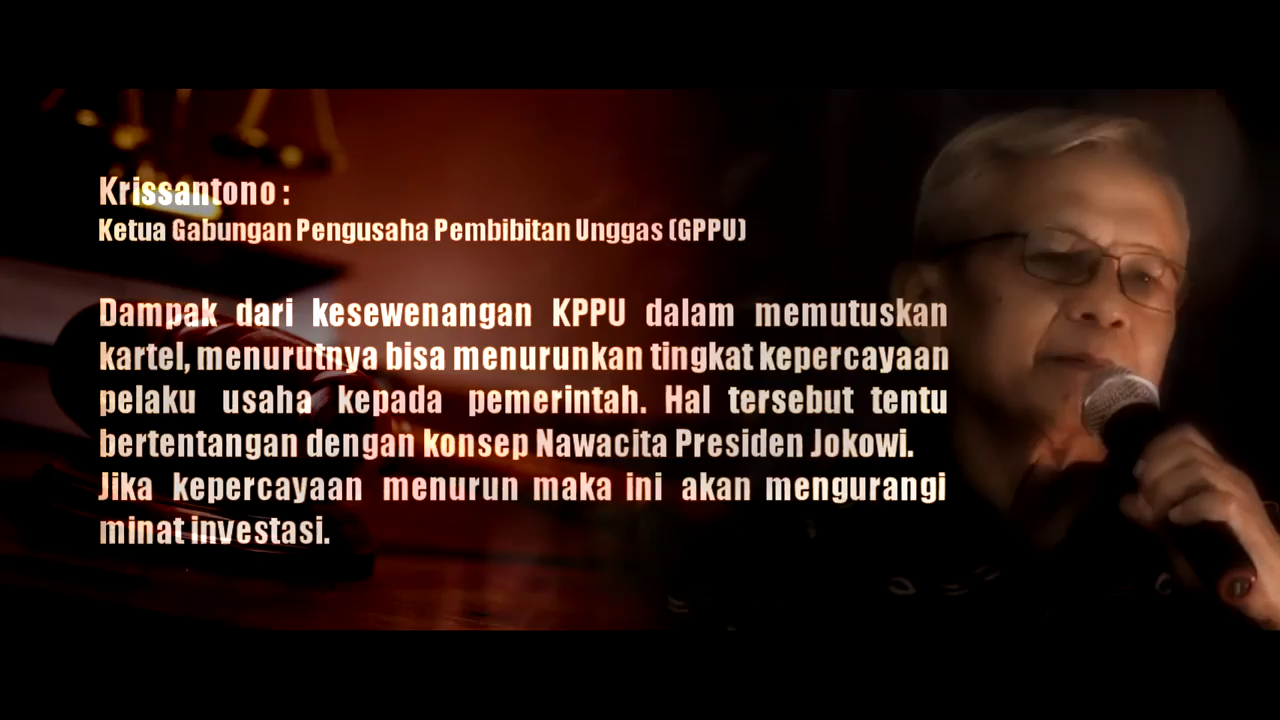 Krissantono :
Ketua Gabungan Pengusaha Pembibitan Unggas (GPPU)
Dampak dari kesewenangan KPPU dalam memutuskan
kartel, menurutnya bisa menurunkan tingkat kepercayaan
pelaku usaha kepada pemerintah. Hal tersebut tentu
bertentangan dengan konsep Nawacita Presiden Jokowi.
Jika kepercayaan menurun maka ini akan mengurangi
minat investasi.